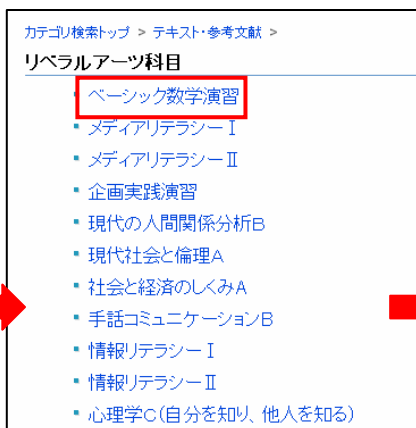 カテゴリ検索トップ > テキスト・参考文献 >
リベラルアーツ科目
ベーシック数学演習
メディアリテラシーⅠ
メディアリテラシーⅡ
企画実践演習
現代の人間関係分析B
現代社会と倫理A
社会と経済のしくみA
手話コミュニケーションB
情報リテラシーⅠ
情報リテラシーⅡ
心理学C(自分を知り、他人を知る)